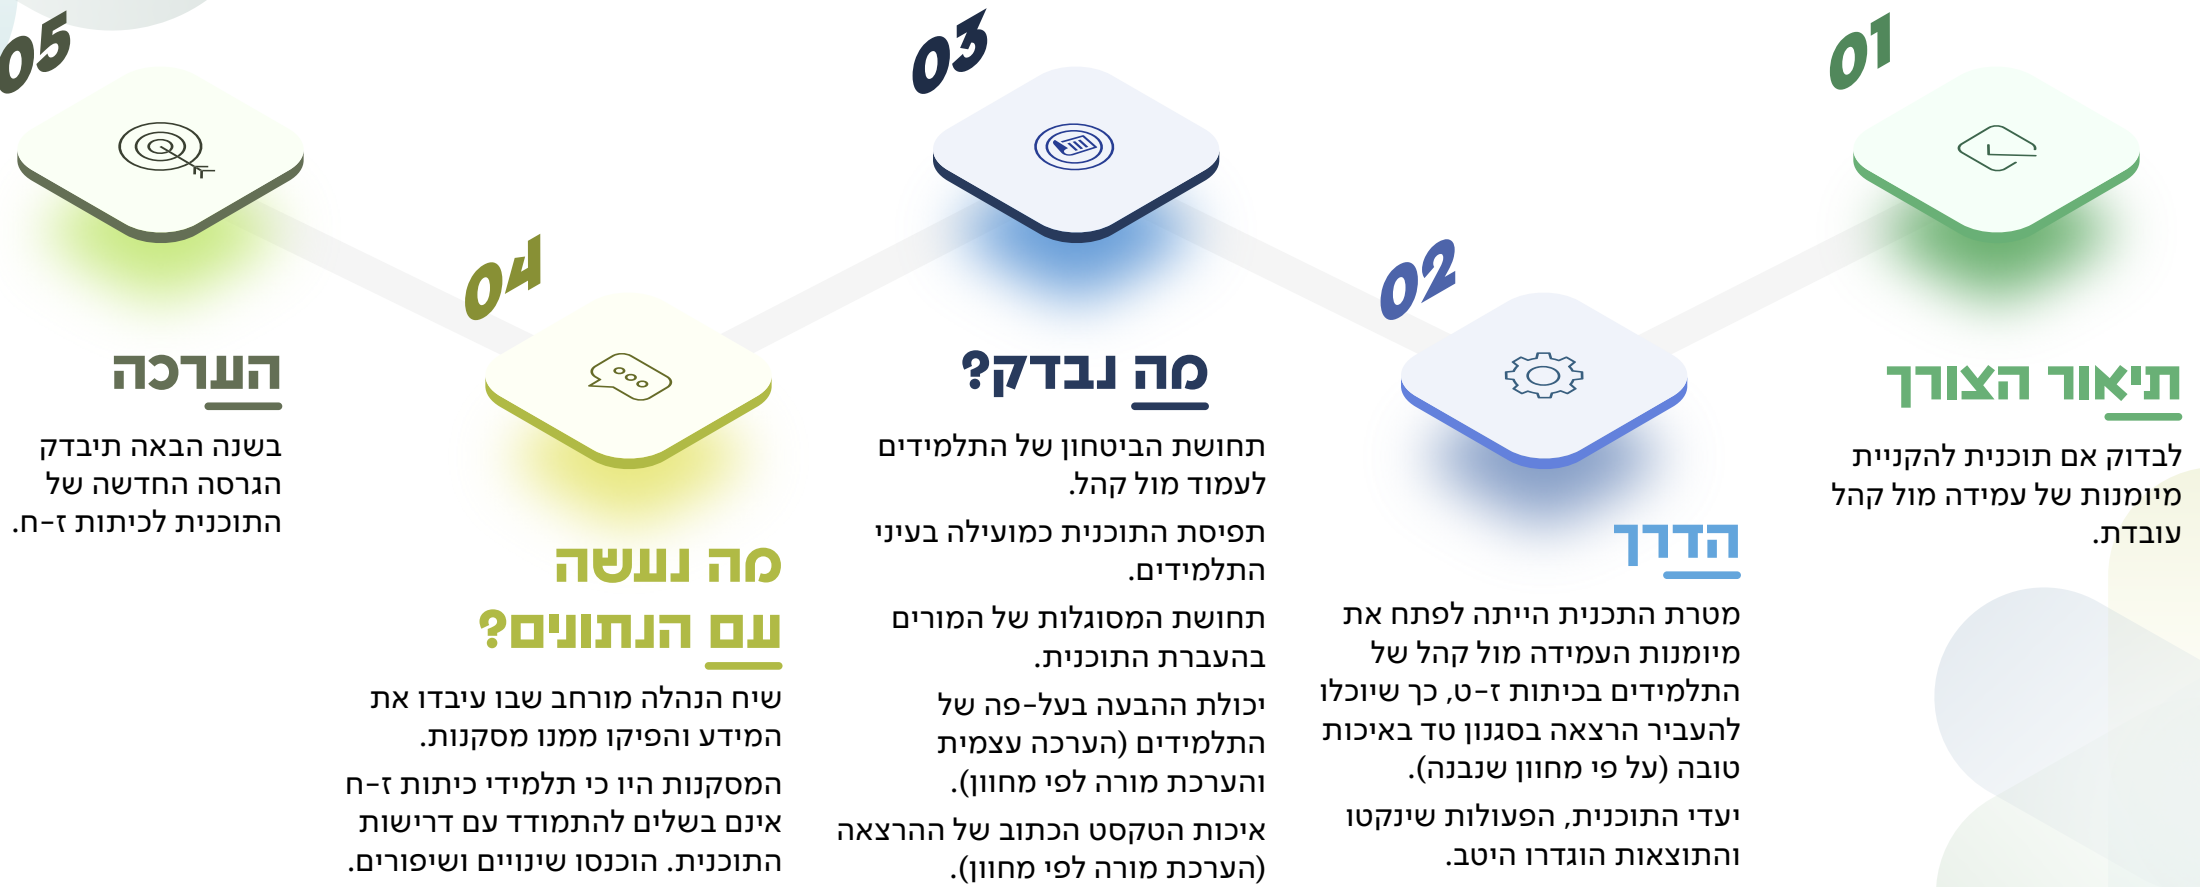 01
תיאור הצורך
לבדוק אם תוכנית להקניית
מיומנות של עמידה מול קהל
עובדת.
02
הדרך
מטרת התכנית הייתה לפתח את
מיומנות העמידה מול קהל של
התלמידים בכיתות ז-ט, כך שיוכלו
להעביר הרצאה בסגנון טד באיכות
טובה (על פי מחוון שנבנה).
יעדי התוכנית, הפעולות שינקטו
והתוצאות הוגדרו היטב.
03
מה נבדק?
תחושת הביטחון של התלמידים
לעמוד מול קהל.
תפיסת התוכנית כמועילה בעיני
התלמידים.
תחושת המסוגלות של המורים
בהעברת התוכנית.
יכולת ההבעה בעל-פה של
התלמידים (הערכה עצמית
והערכת מורה לפי מחוון).
איכות הטקסט הכתוב של ההרצאה
(הערכת מורה לפי מחוון).
04
מה נעשה
עם הנתונים?
שיח הנהלה מורחב שבו עיבדו את
המידע והפיקו ממנו מסקנות.
המסקנות היו כי תלמידי כיתות ז-ח
אינם בשלים להתמודד עם דרישות
התוכנית. הוכנסו שינויים ושיפורים.
05
הערכה
בשנה הבאה תיבדק
הגרסה החדשה של
התוכנית לכיתות ז-ח.